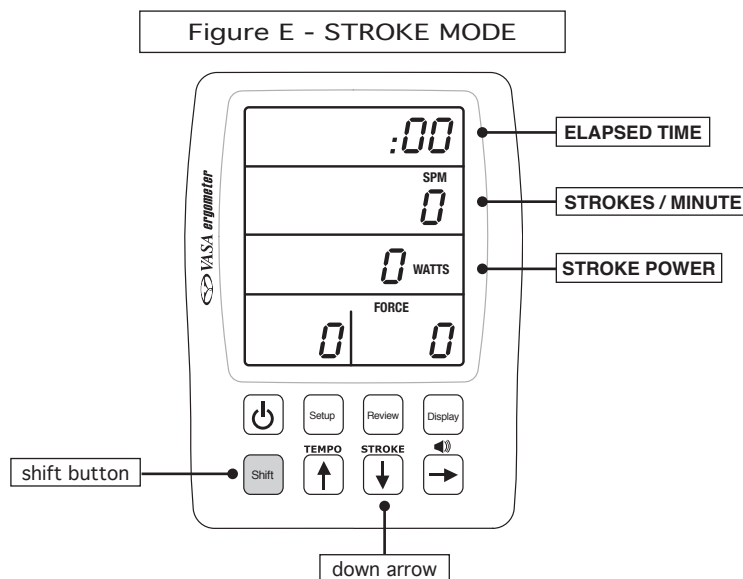 Figure E - STROKE MODE
:00
ELAPSED TIME
SPM
0
STROKES / MINUTE
0 WATTS
STROKE POWER
FORCE
0 0
VASA ergometer
Setup Review Display
TEMPO STROKE
shift button
Shift
down arrow